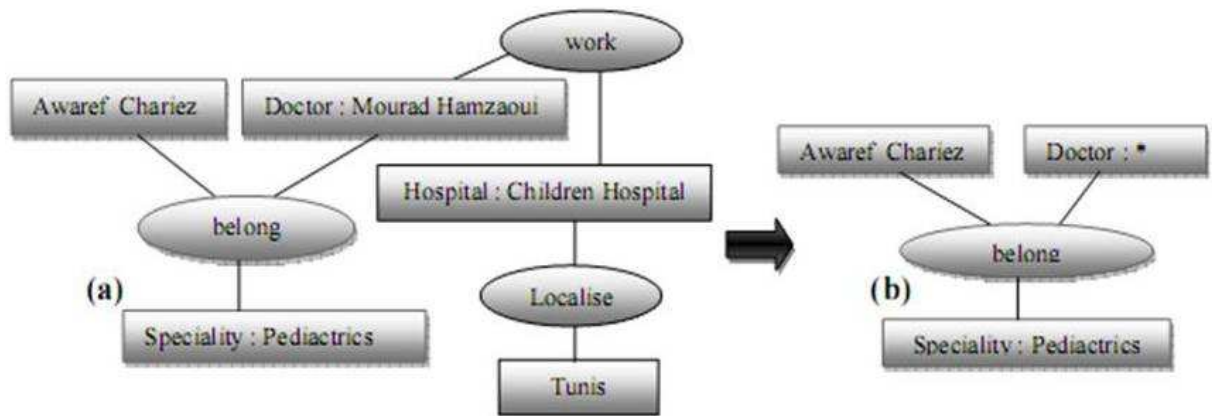 work
Awaref Chariez
Doctor : Mourad Hamzaoui
Hospital : Children Hospital
belong
(a)
Localise
Speciality : Pediactrics
Tunis
Awaref Chariez
Doctor : *
belong
(b)
Speciality : Pediactrics